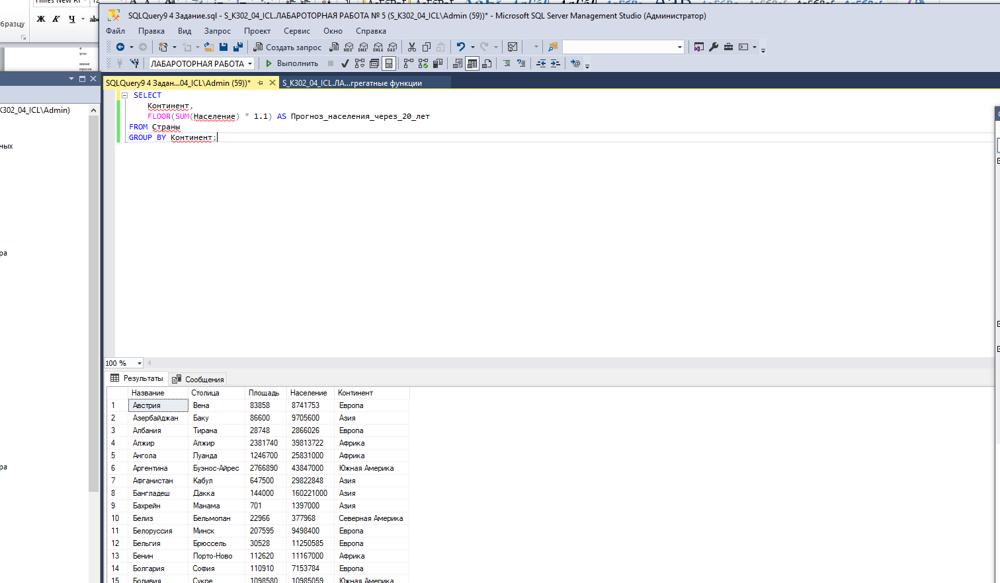 SQLQuery9 4 Задание.sql - S_K302_04_ICL.ЛАБАРОТОРНАЯ РАБОТА № 5 (S_K302_04_ICL\Admin (59))* - Microsoft SQL Server Management Studio (Администратор)
Файл Правка Вид Запрос Проект Сервис Окно Справка
бразцу
Ж К Ч abc
Создать запрос MDX DMX XMLA DAX
ЛАБАРОТОРНАЯ РАБОТА Выполнить
SQLQuery9 4 Задан...04_ICL\Admin (59))* S_K302_04_ICL.ЛА...грегатные функции
SELECT
Континент,
FLOOR(SUM(Население) * 1.1) AS Прогноз_населения_через_20_лет
FROM Страны
GROUP BY Континент;
K302_04_ICL\Admin)
ных
ра
ра
100 %
Результаты Сообщения
Название Столица Площадь Население Континент
1 Австрия Вена 83858 8741753 Европа
2 Азербайджан Баку 86600 9705600 Азия
3 Албания Тирана 28748 2866026 Европа
4 Алжир Алжир 2381740 39813722 Африка
5 Ангола Луанда 1246700 25831000 Африка
6 Аргентина Буэнос-Айрес 2766890 43847000 Южная Америка
7 Афганистан Кабул 647500 29822848 Азия
8 Бангладеш Дакка 144000 160221000 Азия
9 Бахрейн Манама 701 1397000 Азия
10 Белиз Бельмопан 22966 377968 Северная Америка
11 Белоруссия Минск 207595 9498400 Европа
12 Бельгия Брюссель 30528 11250585 Европа
13 Бенин Порто-Ново 112620 11167000 Африка
14 Болгария София 110910 7153784 Европа
15 Боливия Сукре 1098580 10985059 Южная Америка